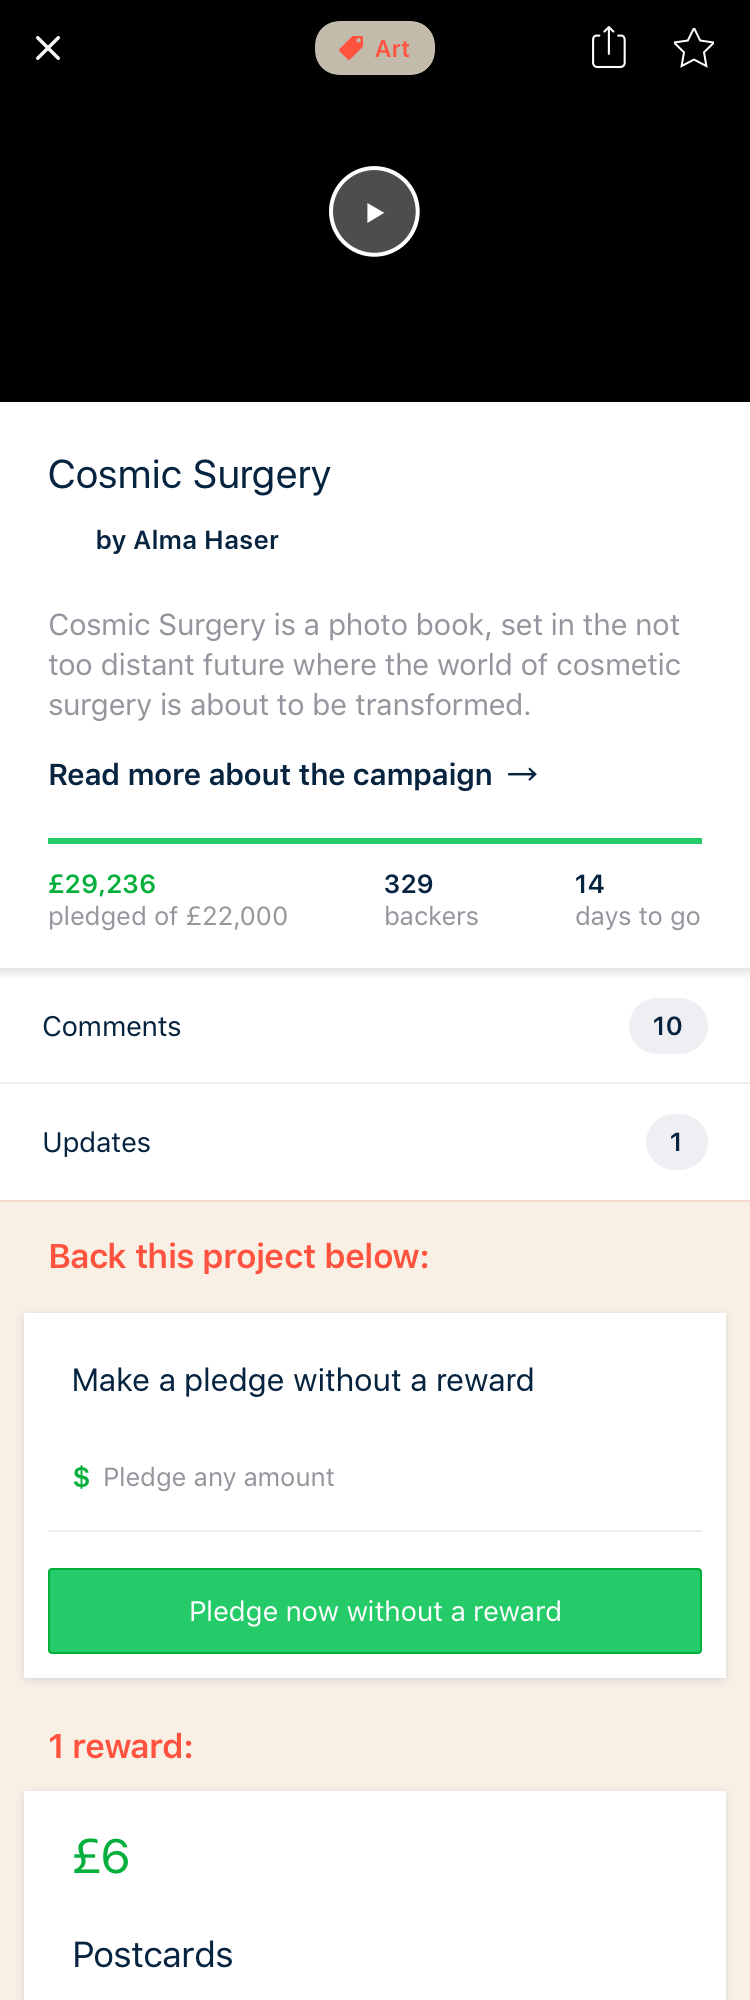 Art
Cosmic Surgery
by Alma Haser
Cosmic Surgery is a photo book, set in the not
too distant future where the world of cosmetic
surgery is about to be transformed.
Read more about the campaign →
£29,236
pledged of £22,000
329
backers
14
days to go
Comments
10
Updates
1
Back this project below:
Make a pledge without a reward
$ Pledge any amount
Pledge now without a reward
1 reward:
£6
Postcards